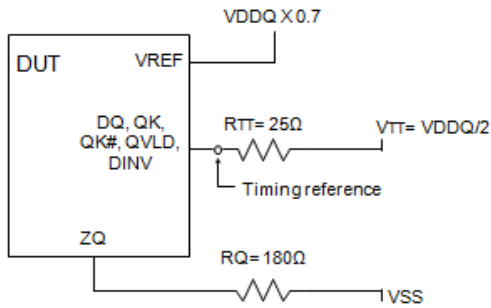 VDDQ X 0.7
DUT
VREF
DQ, QK,
QK#, QVLD,
DINV
RTT= 25Ω
VTT= VDDQ/2
Timing reference
ZQ
RQ= 180Ω
VSS